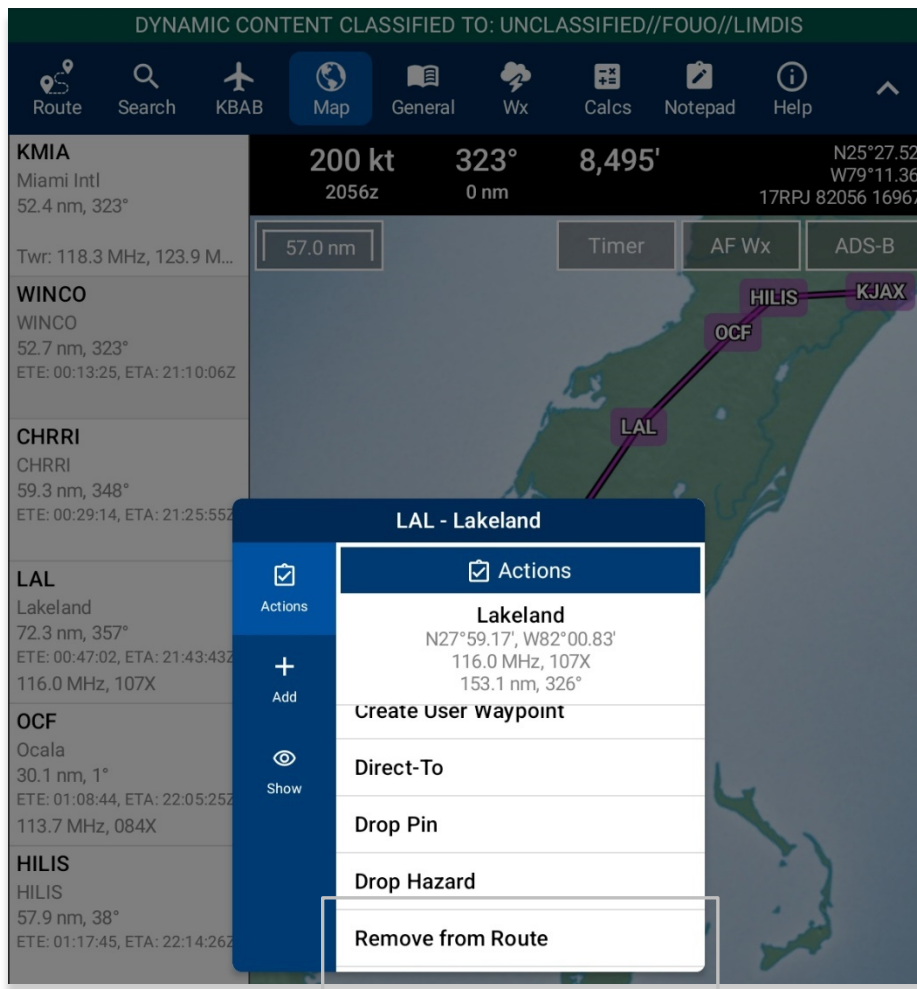 DYNAMIC CONTENT CLASSIFIED TO: UNCLASSIFIED//FOUO//LIMDIS
Route
Search
KBAB
Map
General
Wx
Calcs
Notepad
Help
KMIA
Miami Intl
52.4 nm, 323°
Twr: 118.3 MHz, 123.9 M...
WINCO
WINCO
52.7 nm, 323°
ETE: 00:13:25, ETA: 21:10:06Z
CHRRI
CHRRI
59.3 nm, 348°
ETE: 00:29:14, ETA: 21:25:55Z
LAL
Lakeland
72.3 nm, 357°
ETE: 00:47:02, ETA: 21:43:43Z
116.0 MHz, 107X
OCF
Ocala
30.1 nm, 1°
ETE: 01:08:44, ETA: 22:05:25Z
113.7 MHz, 084X
HILIS
HILIS
57.9 nm, 38°
ETE: 01:17:45, ETA: 22:14:26Z
200 kt
2056z
323°
0 nm
8,495'
N25°27.52
W79°11.36
17RPJ 82056 16967
57.0 nm
Timer
AF Wx
ADS-B
HILIS
KJAX
OCF
LAL
LAL - Lakeland
Actions
Add
Show
Actions
Lakeland
N27°59.17', W82°00.83'
116.0 MHz, 107X
153.1 nm, 326°
Create User Waypoint
Direct-To
Drop Pin
Drop Hazard
Remove from Route